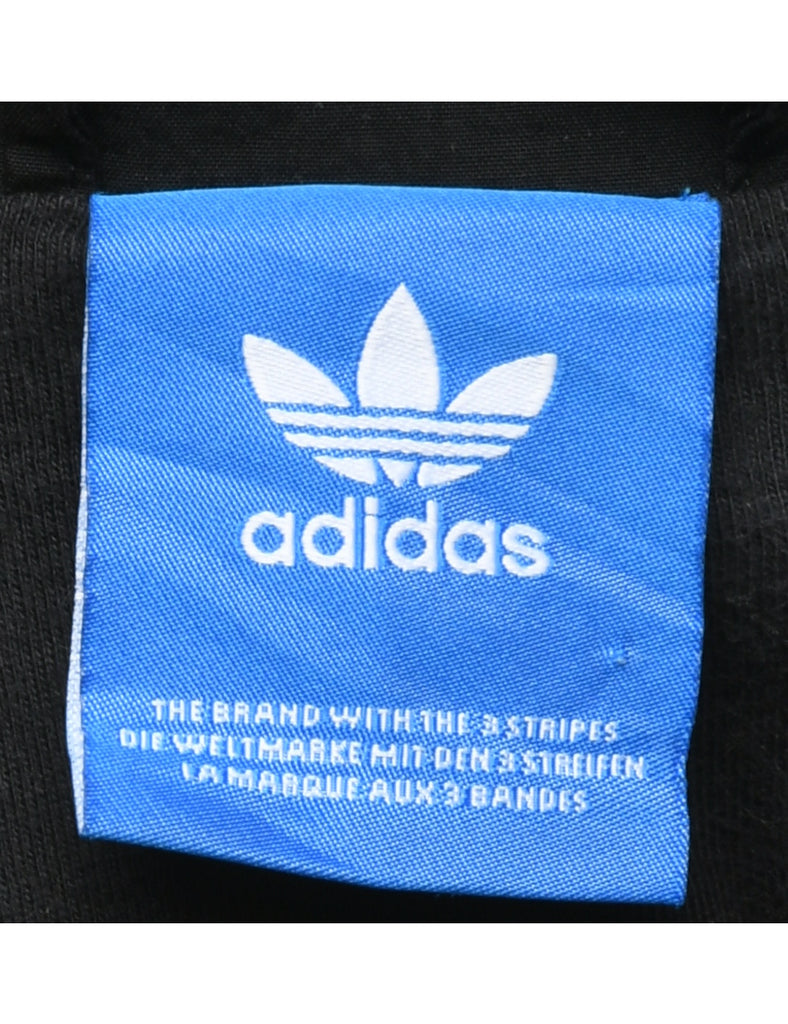 adidas
THE BRAND WITH THE 3 STRIPES
DIE WELTMARKE MIT DEN 3 STREIFEN
LA MARQUE AUX 3 BANDES